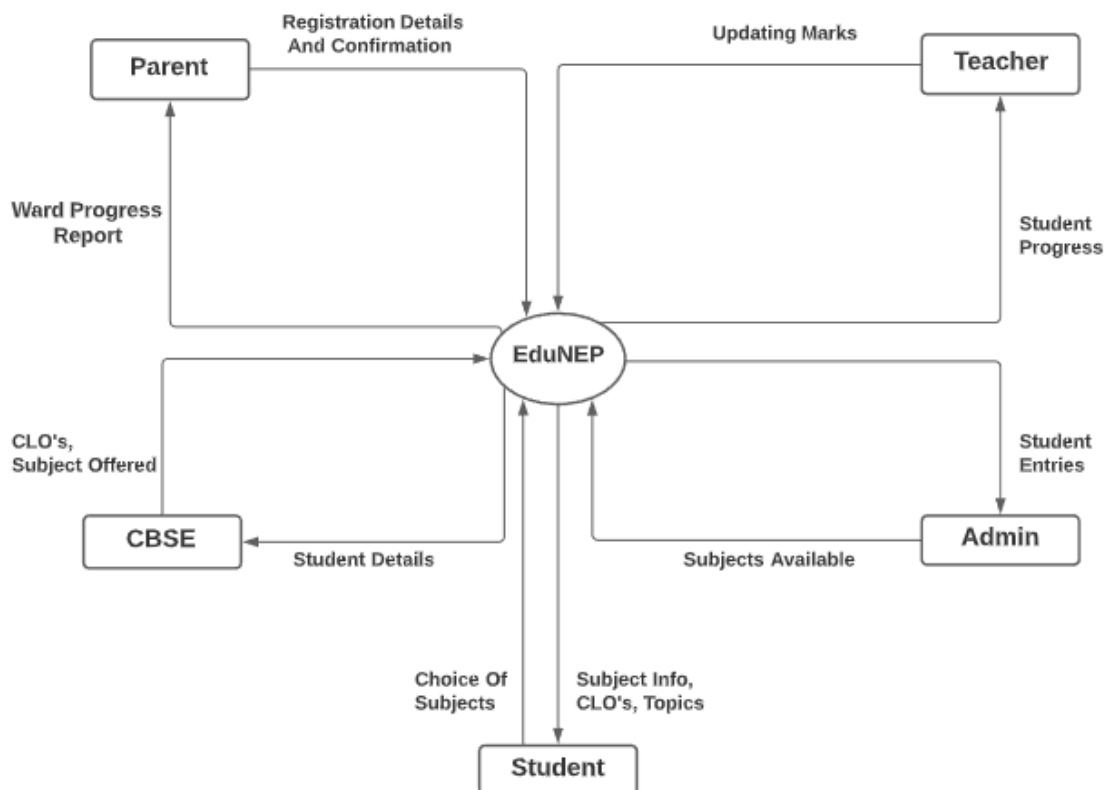 Registration Details
And Confirmation
Updating Marks
Parent
Teacher
Ward Progress
Report
Student
Progress
EduNEP
CLO's,
Subject Offered
Student
Entries
CBSE
Admin
Student Details
Subjects Available
Choice Of
Subjects
Subject Info,
CLO's, Topics
Student